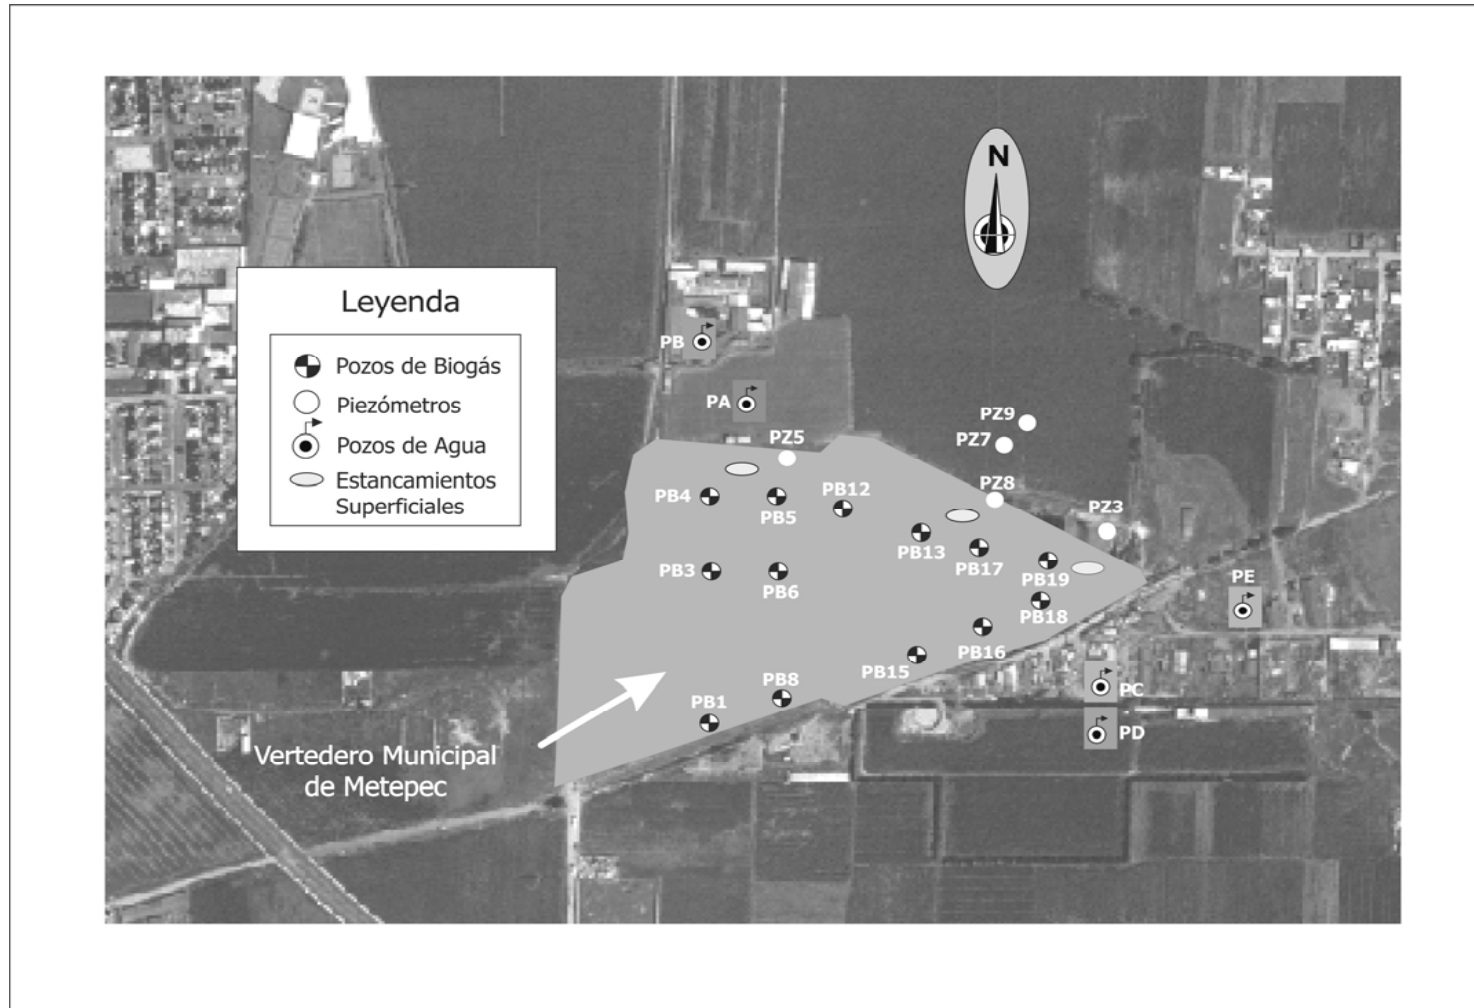 N
Leyenda
Pozos de Biogás
Piezómetros
Pozos de Agua
Estancamientos
Superficiales
PB
PA
PZ9
PZ7
PZ5
PZ8
PZ3
PB4
PB5
PB12
PB13
PB17
PB19
PB3
PB6
PB18
PE
PB16
PB15
PB8
PB1
PC
PD
Vertedero Municipal
de Metepec